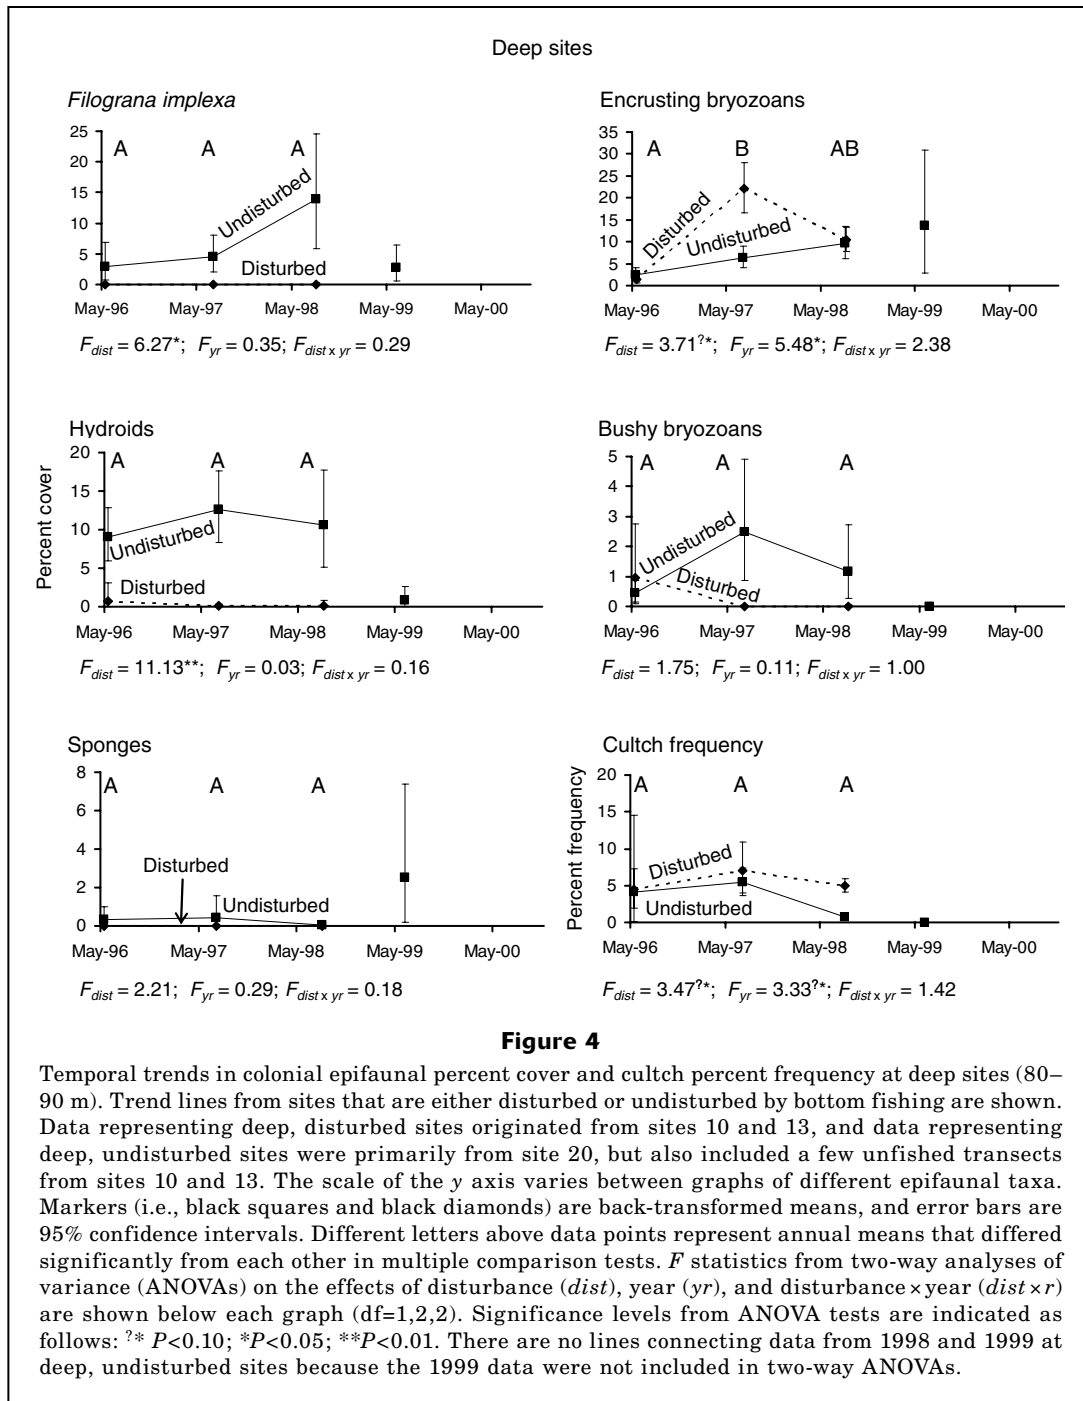 Deep sites
Filograna implexa
25
20
15
10
5
0
A A A
Undisturbed
Disturbed
May-96 May-97 May-98 May-99 May-00
F dist = 6.27*; F yr = 0.35; F dist x yr = 0.29
Encrusting bryozoans
35
30
25
20
15
10
5
0
A B AB
Disturbed
Undisturbed
May-96 May-97 May-98 May-99 May-00
F dist = 3.71?*; F yr = 5.48*; F dist x yr = 2.38
Hydroids
Percent cover
20
15
10
5
0
A A A
Undisturbed
Disturbed
May-96 May-97 May-98 May-99 May-00
F dist = 11.13**; F yr = 0.03; F dist x yr = 0.16
Bushy bryozoans
5
4
3
2
1
0
A A A
Undisturbed
Disturbed
May-96 May-97 May-98 May-99 May-00
F dist = 1.75; F yr = 0.11; F dist x yr = 1.00
Sponges
8
6
4
2
0
A A A
Disturbed
Undisturbed
May-96 May-97 May-98 May-99 May-00
F dist = 2.21; F yr = 0.29; F dist x yr = 0.18
Cultch frequency
Percent frequency
20
15
10
5
0
A A A
Disturbed
Undisturbed
May-96 May-97 May-98 May-99 May-00
F dist = 3.47?*; F yr = 3.33?*; F dist x yr = 1.42
Figure 4
Temporal trends in colonial epifaunal percent cover and cultch percent frequency at deep sites (80–
90 m). Trend lines from sites that are either disturbed or undisturbed by bottom fishing are shown.
Data representing deep, disturbed sites originated from sites 10 and 13, and data representing
deep, undisturbed sites were primarily from site 20, but also included a few unfished transects
from sites 10 and 13. The scale of the y axis varies between graphs of different epifaunal taxa.
Markers (i.e., black squares and black diamonds) are back-transformed means, and error bars are
95% confidence intervals. Different letters above data points represent annual means that differed
significantly from each other in multiple comparison tests. F statistics from two-way analyses of
variance (ANOVAs) on the effects of disturbance (dist), year (yr), and disturbance×year (dist×r)
are shown below each graph (df=1,2,2). Significance levels from ANOVA tests are indicated as
follows: ?* P<0.10; *P<0.05; **P<0.01. There are no lines connecting data from 1998 and 1999 at
deep, undisturbed sites because the 1999 data were not included in two-way ANOVAs.